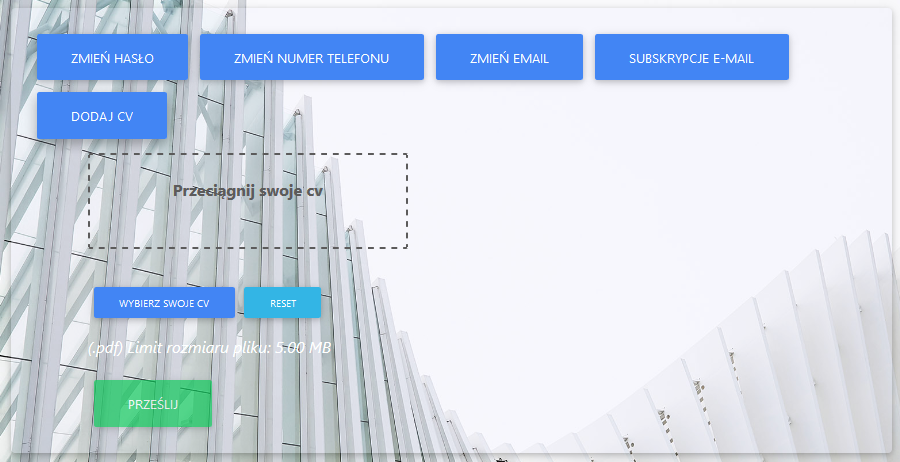 ZMIEŃ HASŁO
ZMIEŃ NUMER TELEFONU
ZMIEŃ EMAIL
SUBSKRYPCJE E-MAIL
DODAJ CV
Przeciągnij swoje cv
WYBIERZ SWOJE CV
RESET
(.pdf) Limit rozmiaru pliku: 5.00 MB
PRZEŚLIJ